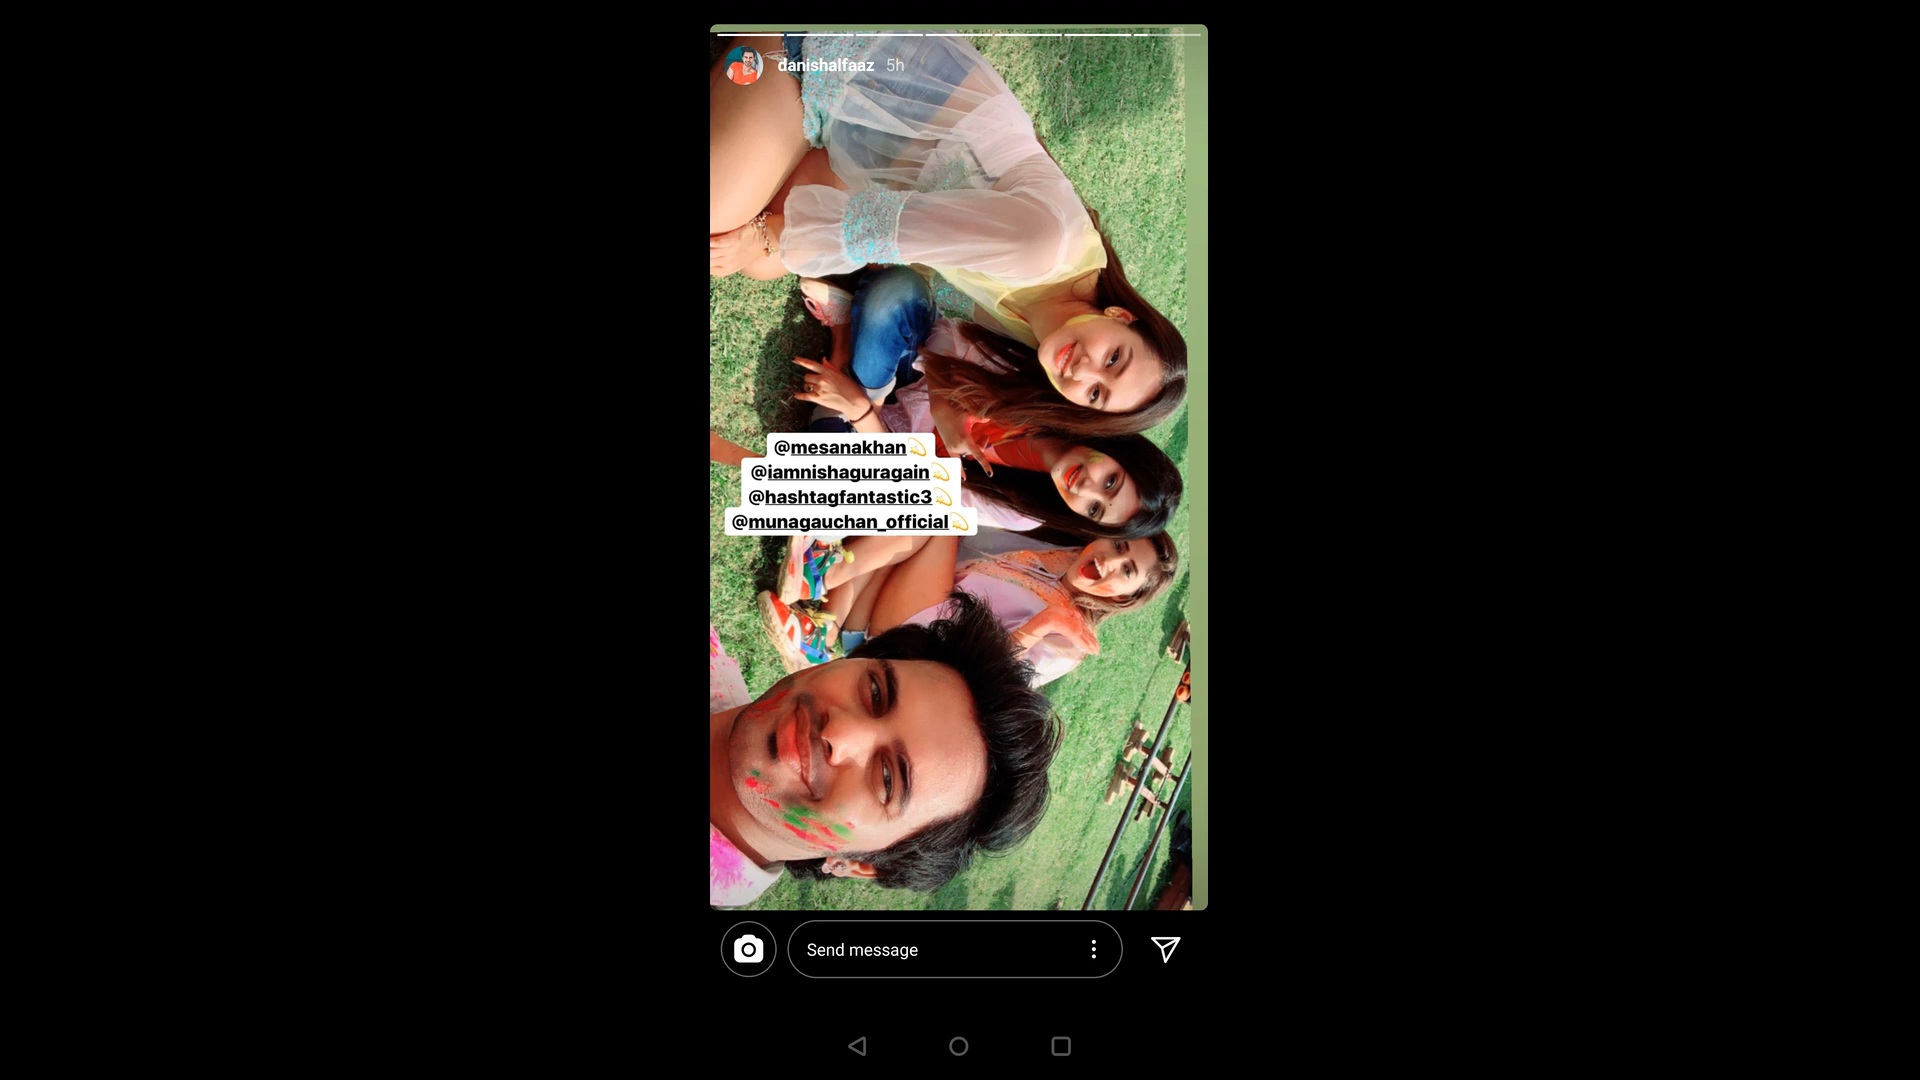 danishalfaaz 5h
@mesanakhan💫
@iamnishaguragain💫
@hashtagfantastic3💫
@munagauchan_official💫
Send message